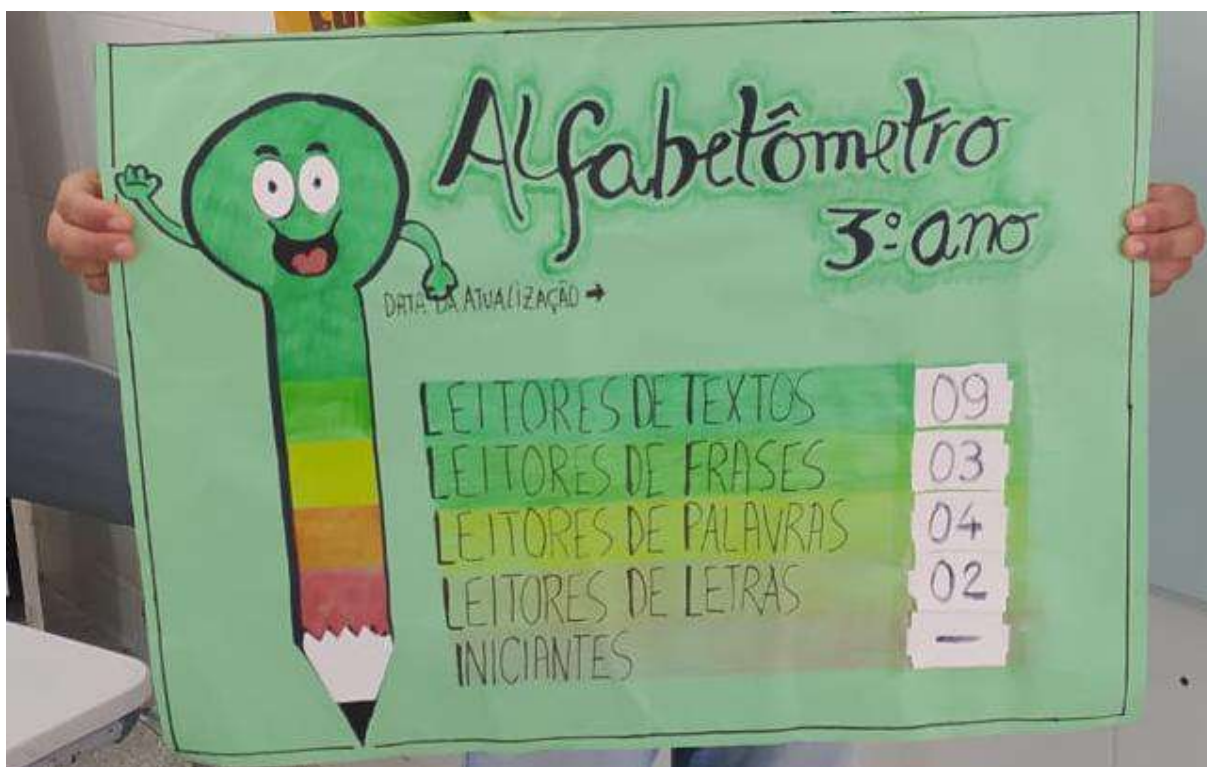 Alfabetômetro
3º ano
DATA DA ATUALIZAÇÃO →
LEITORES DE TEXTOS 09
LEITORES DE FRASES 03
LEITORES DE PALAVRAS 04
LEITORES DE LETRAS 02
INICIANTES -